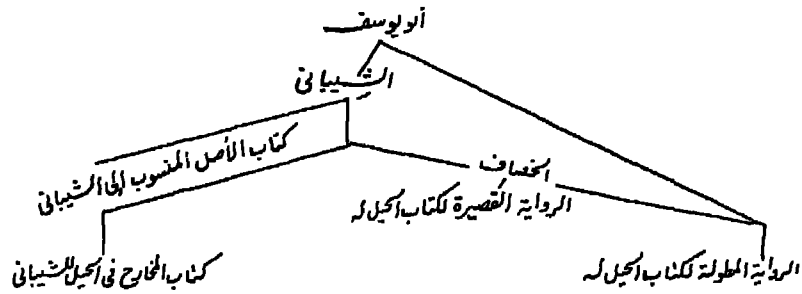 أبو يوسف
الشيباني
كتاب الأصل المنسوب إلى الشيباني
الخصاف
الرواية القصيرة لكتاب الحيل له
كتاب المخارج في الحيل للشيباني
الرواية المطولة لكتاب الحيل له